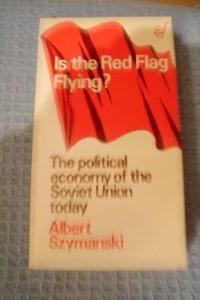 Is the Red Flag
Flying?
The political
economy of the
Soviet Union
today
Albert
Szymanski